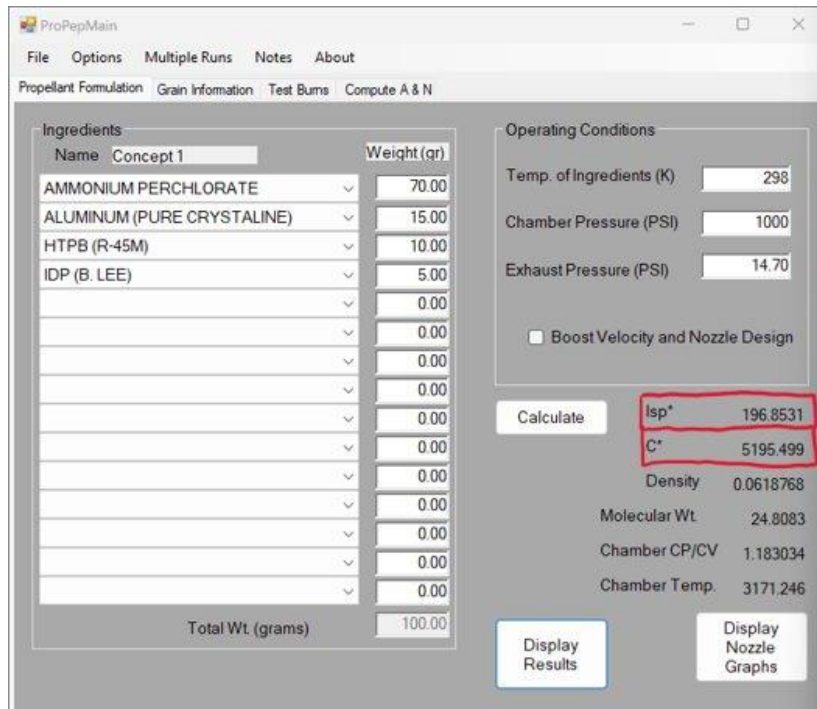 ProPepMain
File Options Multiple Runs Notes About
Propellant Formulation Grain Information Test Burns Compute A & N
Ingredients
Name Concept 1 Weight (gr)
AMMONIUM PERCHLORATE 70.00
ALUMINUM (PURE CRYSTALINE) 15.00
HTPB (R-45M) 10.00
IDP (B. LEE) 5.00
0.00
0.00
0.00
0.00
0.00
0.00
0.00
0.00
0.00
0.00
0.00
Total Wt. (grams) 100.00
Operating Conditions
Temp. of Ingredients (K) 298
Chamber Pressure (PSI) 1000
Exhaust Pressure (PSI) 14.70
Boost Velocity and Nozzle Design
Calculate
Isp* 196.8531
C* 5195.499
Density 0.0618768
Molecular Wt. 24.8083
Chamber CP/CV 1.183034
Chamber Temp. 3171.246
Display
Results
Display
Nozzle
Graphs